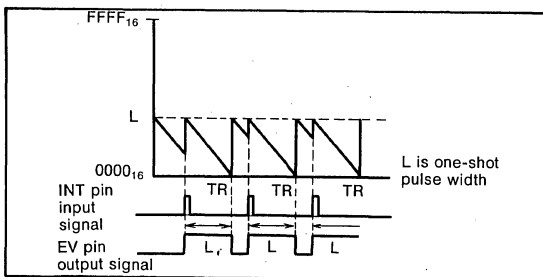 FFFF₁₆
L
0000₁₆
TR TR TR
L is one-shot
pulse width
INT pin
input
signal
EV pin
output signal
L L L